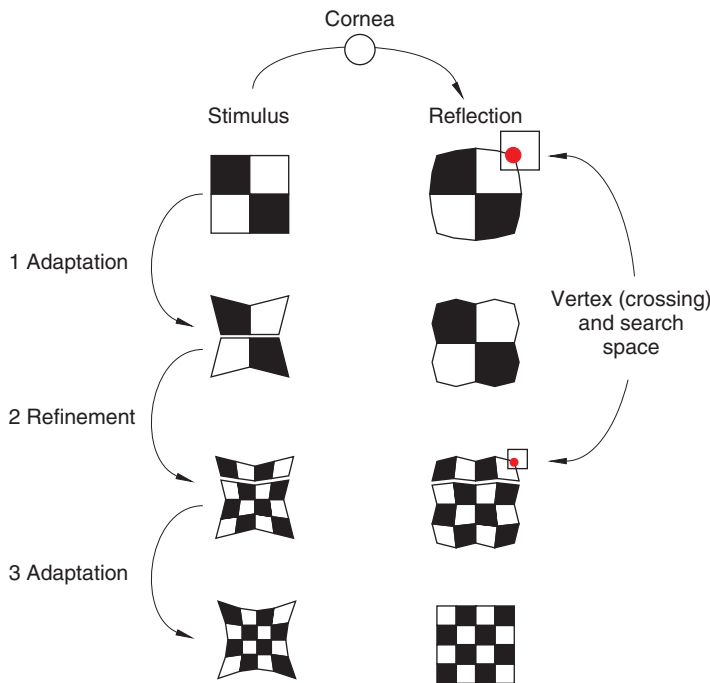 Cornea
Stimulus
Reflection
1 Adaptation
Vertex (crossing)
and search
space
2 Refinement
3 Adaptation